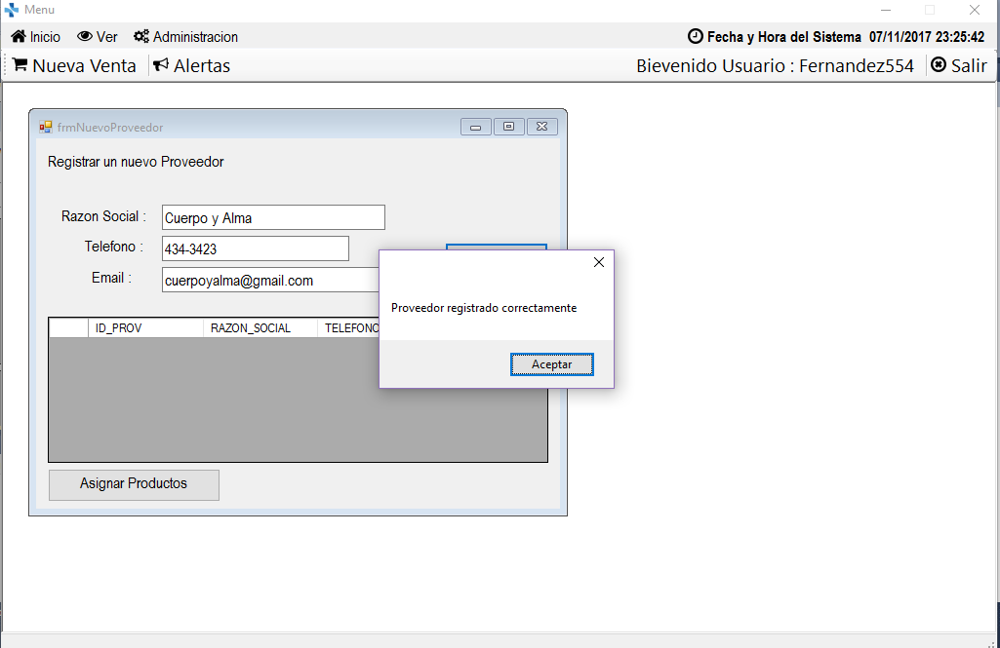 Menu
Inicio Ver Administracion Fecha y Hora del Sistema 07/11/2017 23:25:42
Nueva Venta Alertas Bievenido Usuario : Fernandez554 Salir
frmNuevoProveedor
Registrar un nuevo Proveedor
Razon Social : Cuerpo y Alma
Telefono : 434-3423
Email : cuerpoyalma@gmail.com
Proveedor registrado correctamente
ID_PROV RAZON_SOCIAL TELEFONO
Aceptar
Asignar Productos